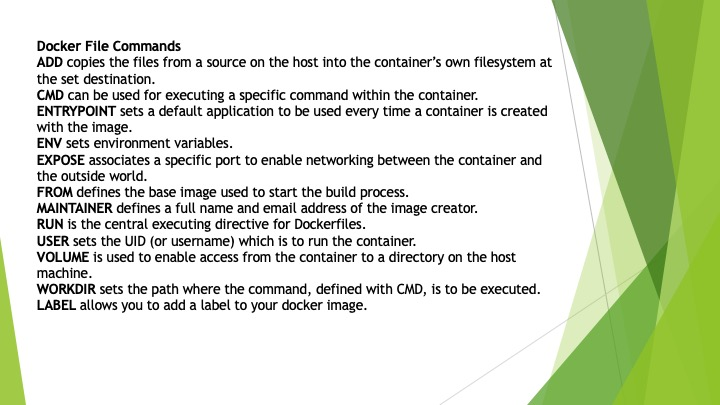 Docker File Commands
ADD copies the files from a source on the host into the container’s own filesystem at
the set destination.
CMD can be used for executing a specific command within the container.
ENTRYPOINT sets a default application to be used every time a container is created
with the image.
ENV sets environment variables.
EXPOSE associates a specific port to enable networking between the container and
the outside world.
FROM defines the base image used to start the build process.
MAINTAINER defines a full name and email address of the image creator.
RUN is the central executing directive for Dockerfiles.
USER sets the UID (or username) which is to run the container.
VOLUME is used to enable access from the container to a directory on the host
machine.
WORKDIR sets the path where the command, defined with CMD, is to be executed.
LABEL allows you to add a label to your docker image.